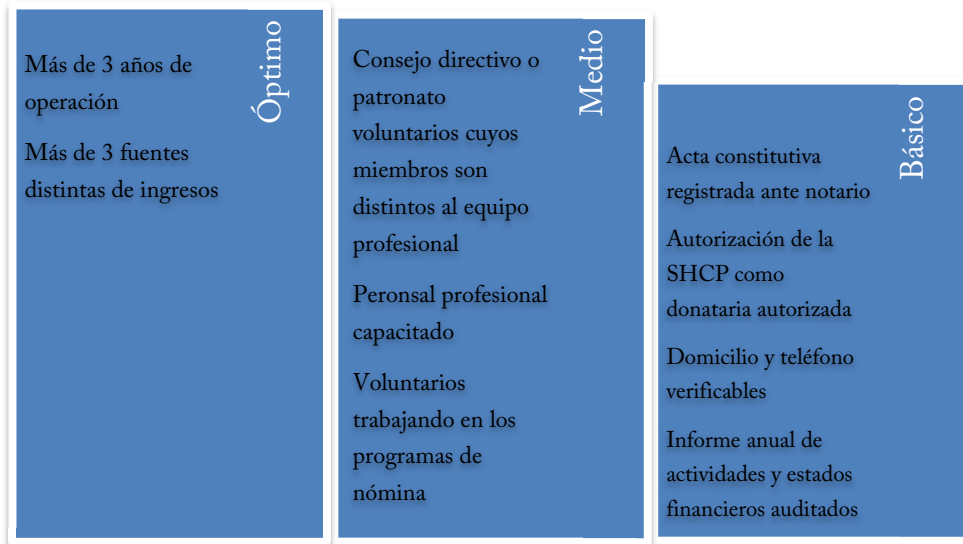 Óptimo
Más de 3 años de
operación
Más de 3 fuentes
distintas de ingresos
Medio
Consejo directivo o
patronato
voluntarios cuyos
miembros son
distintos al equipo
profesional
Peronsal profesional
capacitado
Voluntarios
trabajando en los
programas de
nómina
Básico
Acta constitutiva
registrada ante notario
Autorización de la
SHCP como
donataria autorizada
Domicilio y teléfono
verificables
Informe anual de
actividades y estados
financieros auditados